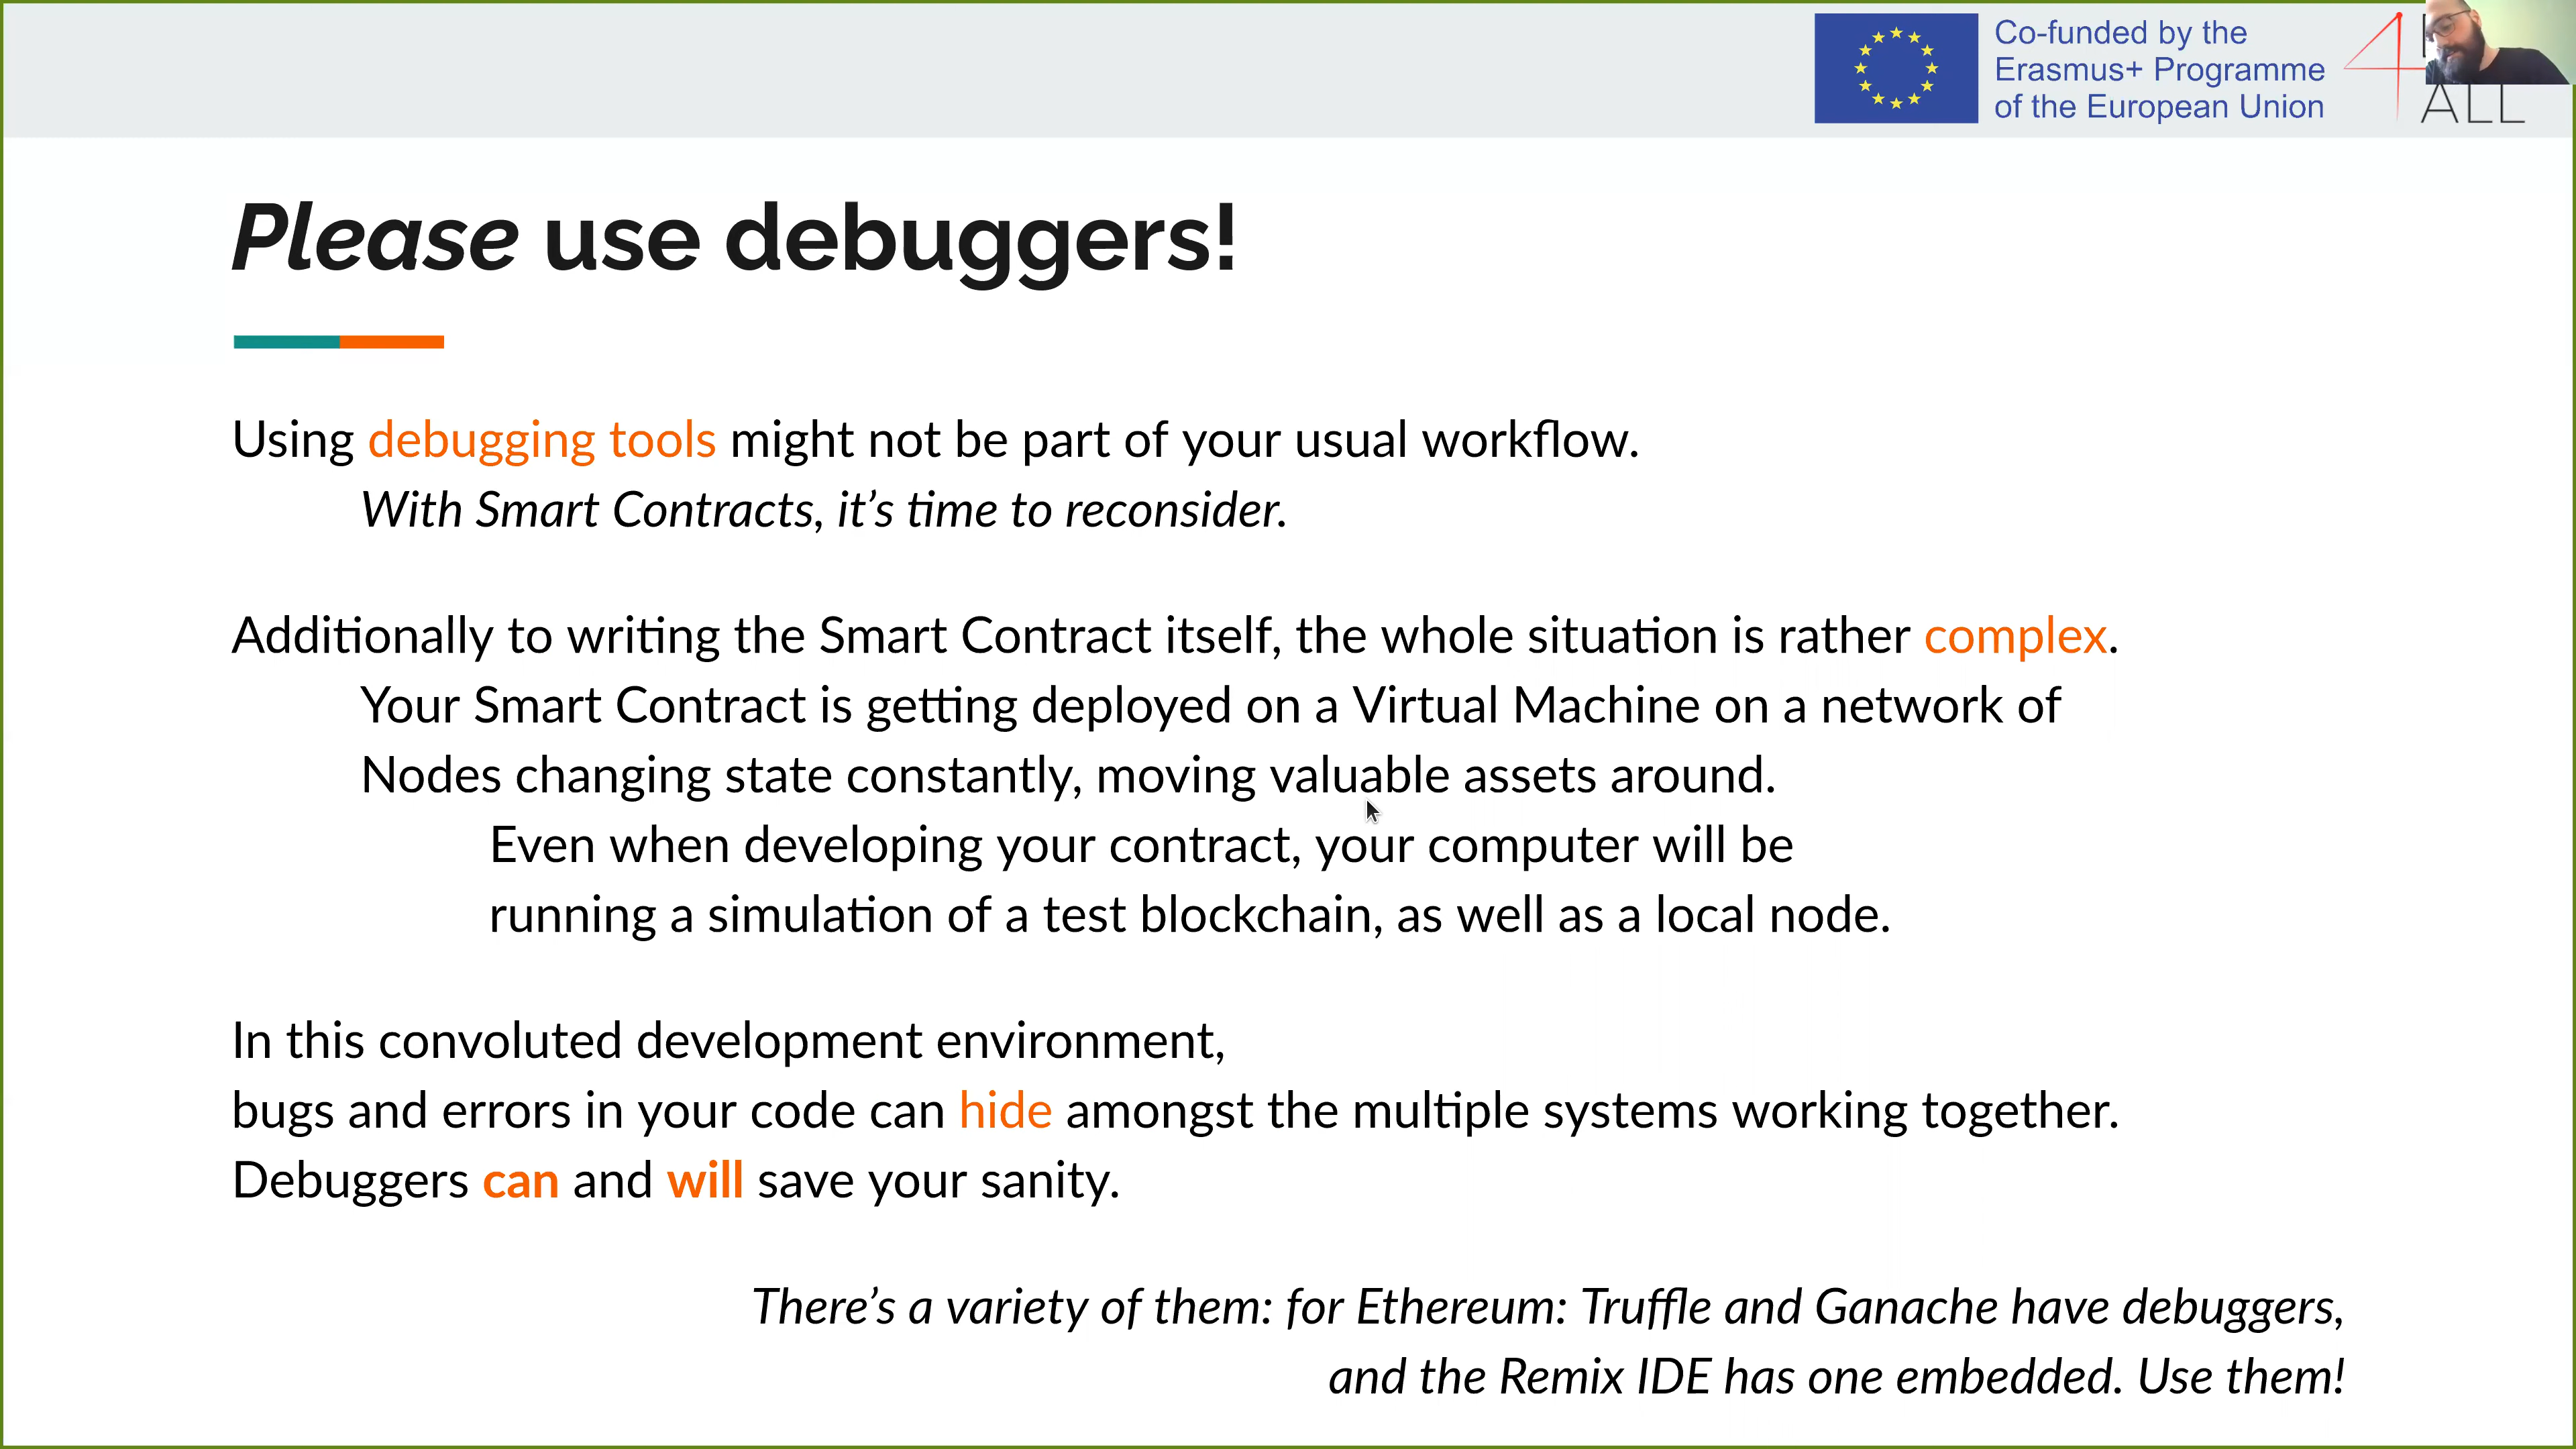 Co-funded by the
Erasmus+ Programme
of the European Union
4
ALL
Please use debuggers!
Using debugging tools might not be part of your usual workflow.
With Smart Contracts, it’s time to reconsider.
Additionally to writing the Smart Contract itself, the whole situation is rather complex.
Your Smart Contract is getting deployed on a Virtual Machine on a network of
Nodes changing state constantly, moving valuable assets around.
Even when developing your contract, your computer will be
running a simulation of a test blockchain, as well as a local node.
In this convoluted development environment,
bugs and errors in your code can hide amongst the multiple systems working together.
Debuggers can and will save your sanity.
There’s a variety of them: for Ethereum: Truffle and Ganache have debuggers,
and the Remix IDE has one embedded. Use them!